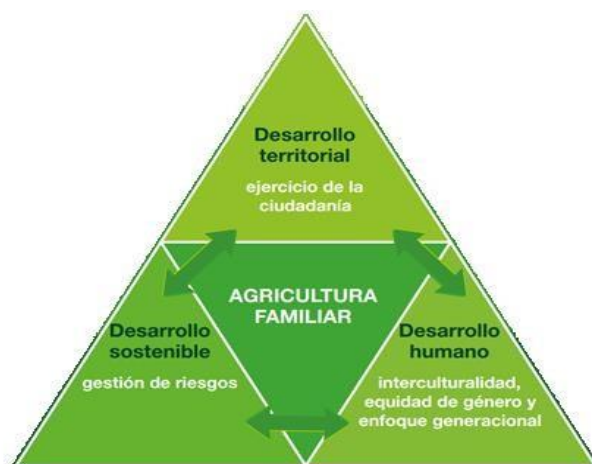 Desarrollo
territorial
ejercicio de la
ciudadanía
AGRICULTURA
FAMILIAR
Desarrollo
sostenible
gestión de riesgos
Desarrollo
humano
interculturalidad,
equidad de género y
enfoque generacional